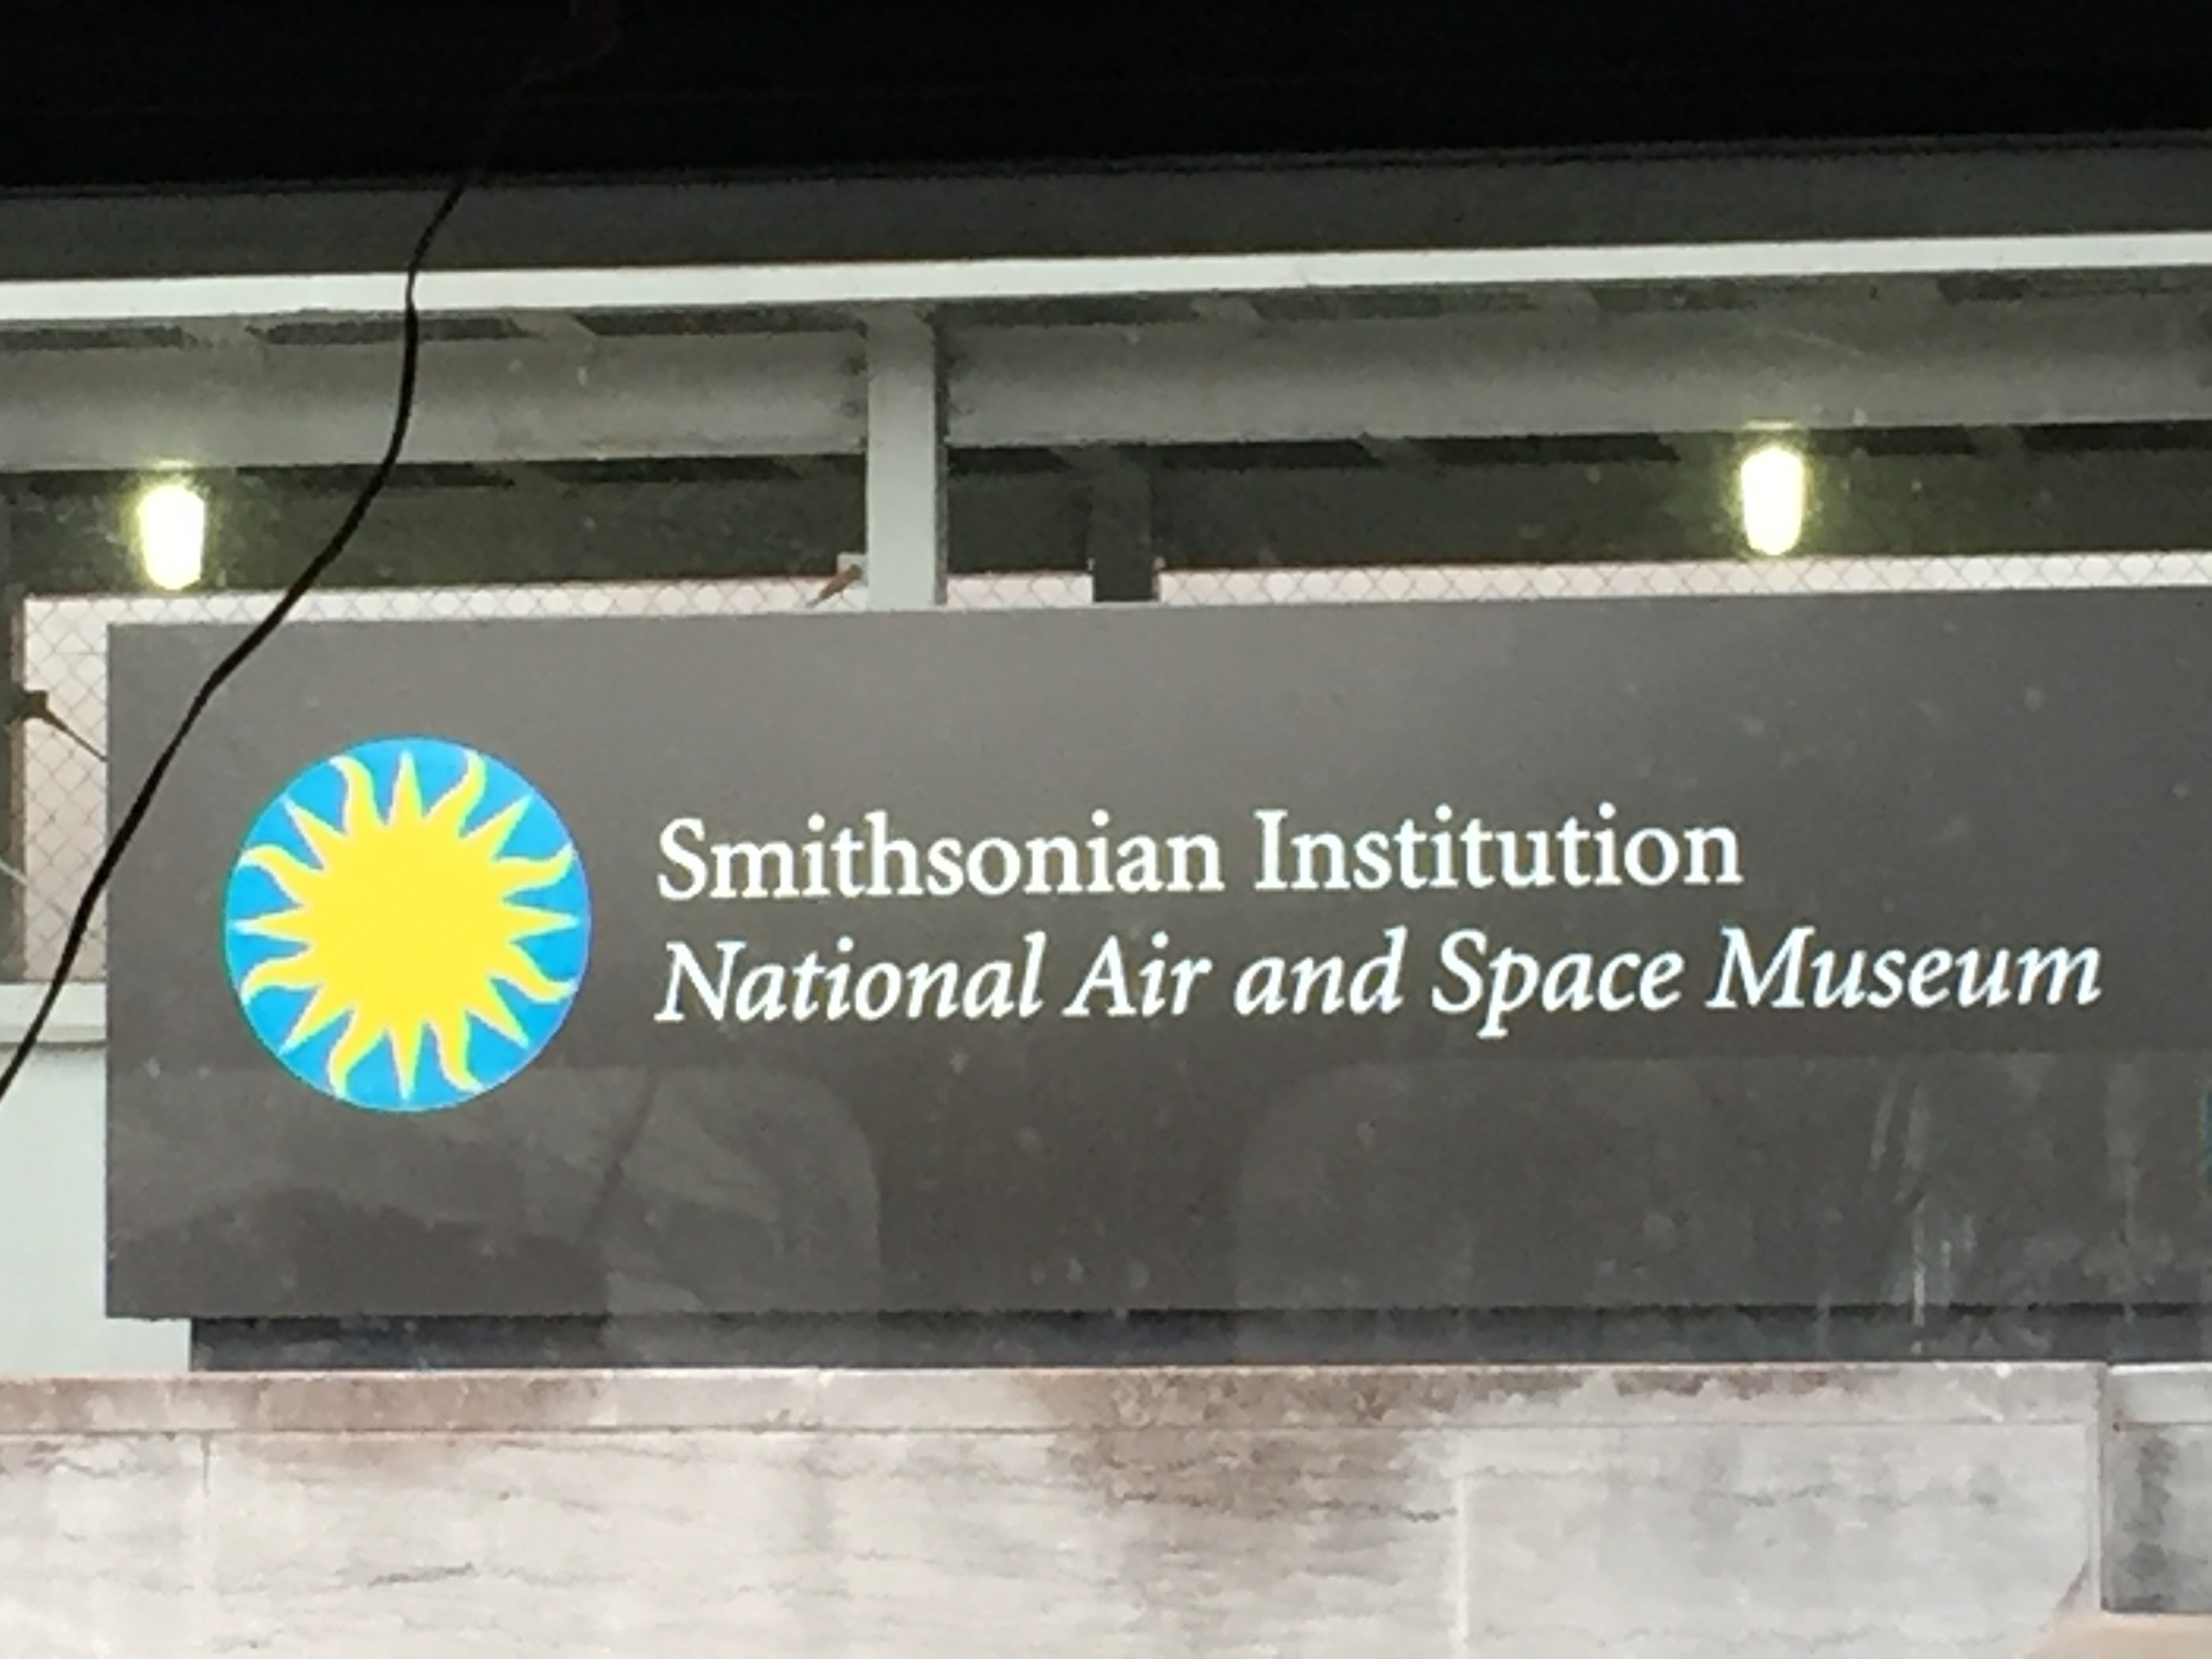 Smithsonian Institution
National Air and Space Museum